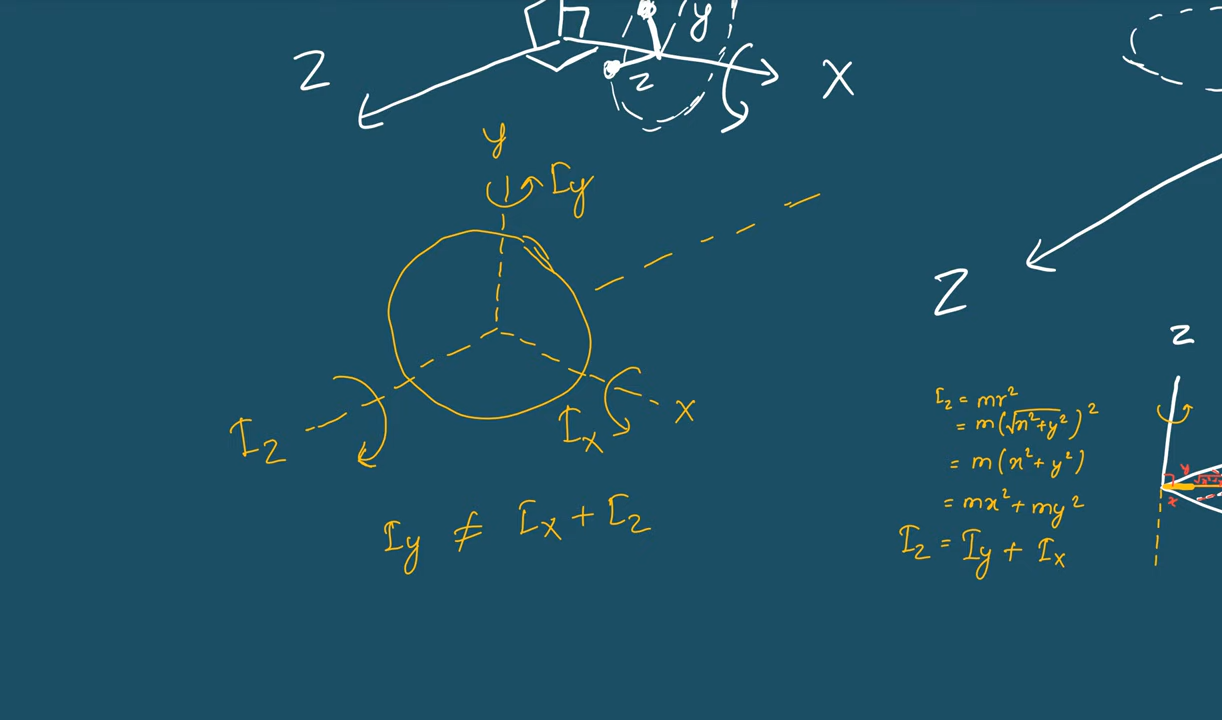 y
Z
z
X
y
Iy
Iz
Ix
x
Iy ≠ Ix + Iz
Z
z
Iz = mr²
= m(√x²+y²)²
= m(x²+y²)
= mx² + my²
Iz = Iy + Ix
y
x